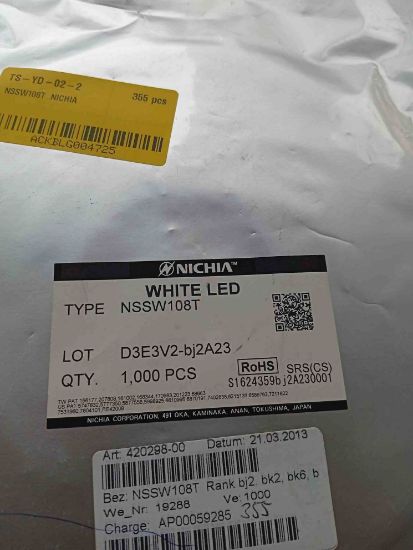 TS-YD-02-2
NSSW108T NICHIA 355 pcs
ACKBLG004725
NICHIA
WHITE LED
TYPE NSSW108T
LOT D3E3V2-bj2A23
QTY. 1,000 PCS RoHS SRS(CS)
S1624359bj2A230001
NICHIA CORPORATION, 491 OKA, KAMINAKA, ANAN, TOKUSHIMA, JAPAN
Art: 420298-00 Datum: 21.03.2013
Bez: NSSW108T Rank bj2, bk2, bk6, b
We_Nr: 19288 Ve: 1000
Charge: AP00059285 355